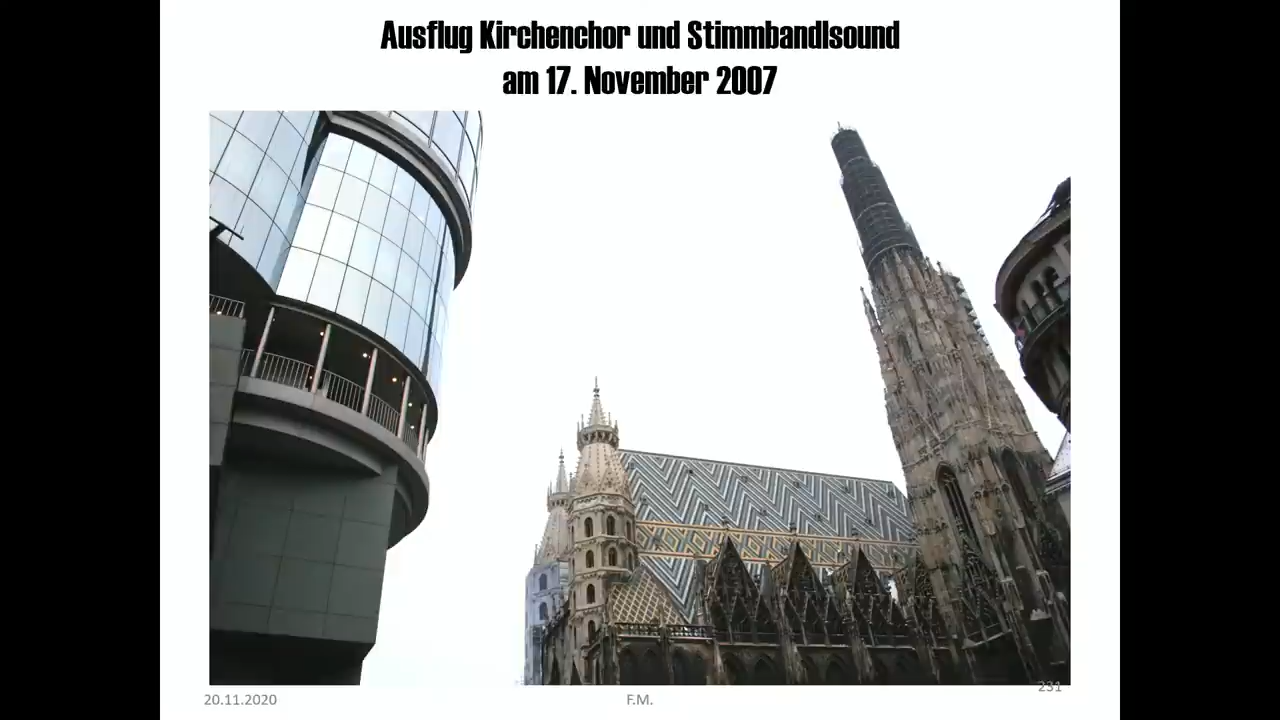 Ausflug Kirchenchor und Stimmbandlsound
am 17. November 2007
231
20.11.2020
F.M.